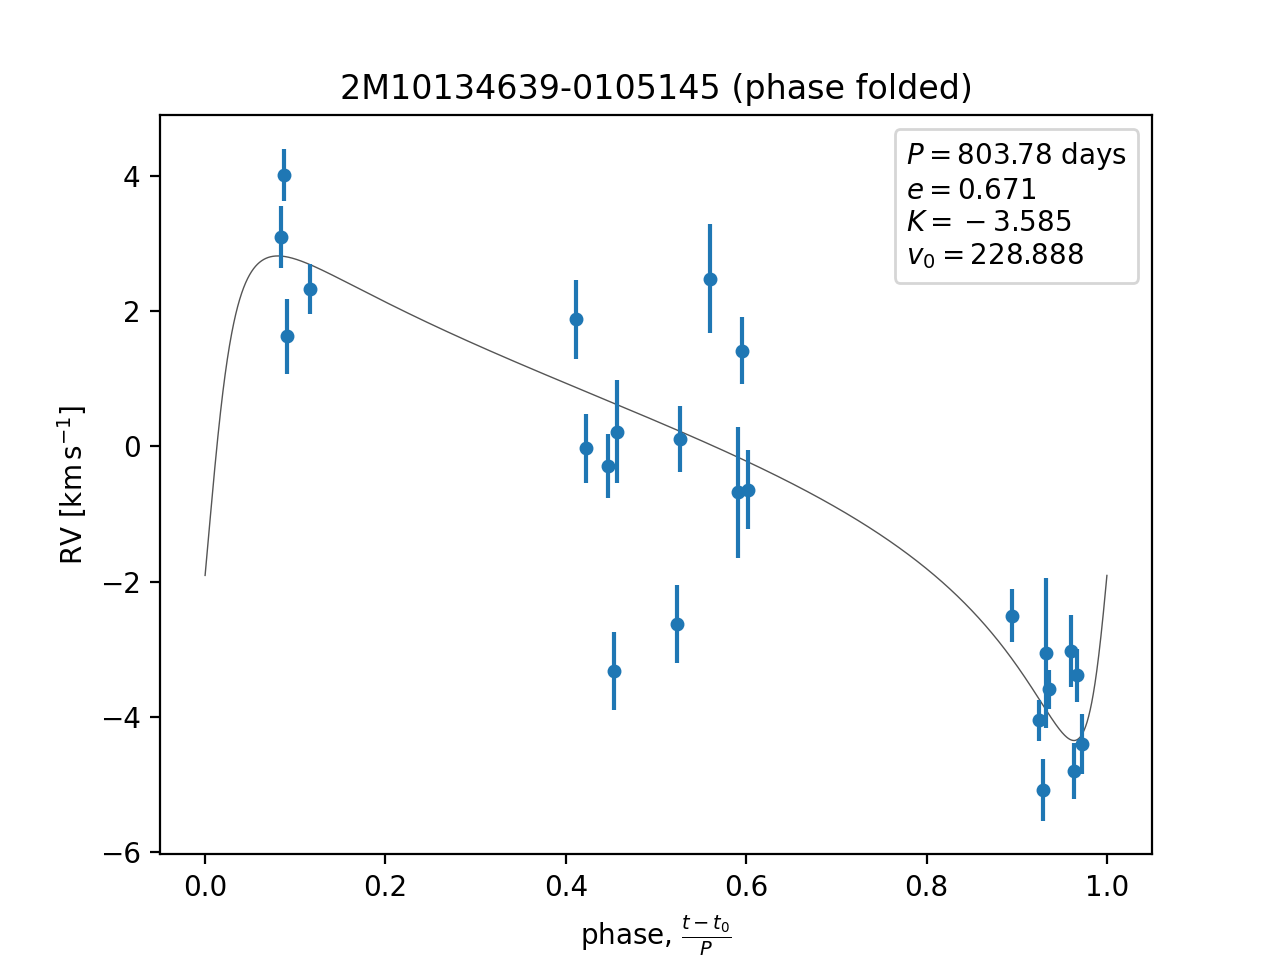 2M10134639-0105145 (phase folded)
P = 803.78 days
e = 0.671
K = −3.585
v₀ = 228.888
4
2
0
−2
−4
−6
RV [km s⁻¹]
0.0 0.2 0.4 0.6 0.8 1.0
phase, (t − t₀)/P